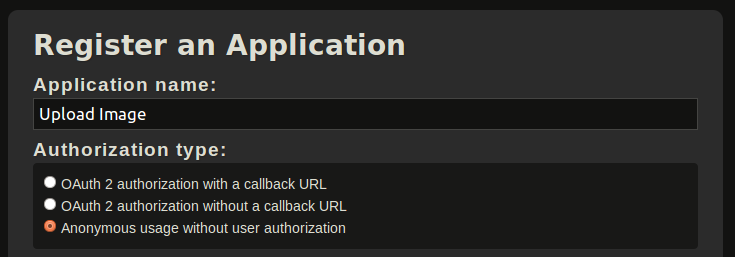 Register an Application
Application name:
Upload Image
Authorization type:
OAuth 2 authorization with a callback URL
OAuth 2 authorization without a callback URL
Anonymous usage without user authorization